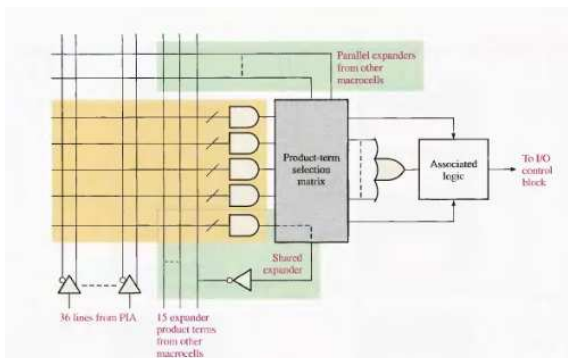 Parallel expanders
from other
macrocells
Product-term
selection
matrix
Associated
logic
To I/O
control
block
Shared
expander
36 lines from PIA
15 expander
product terms
from other
macrocells